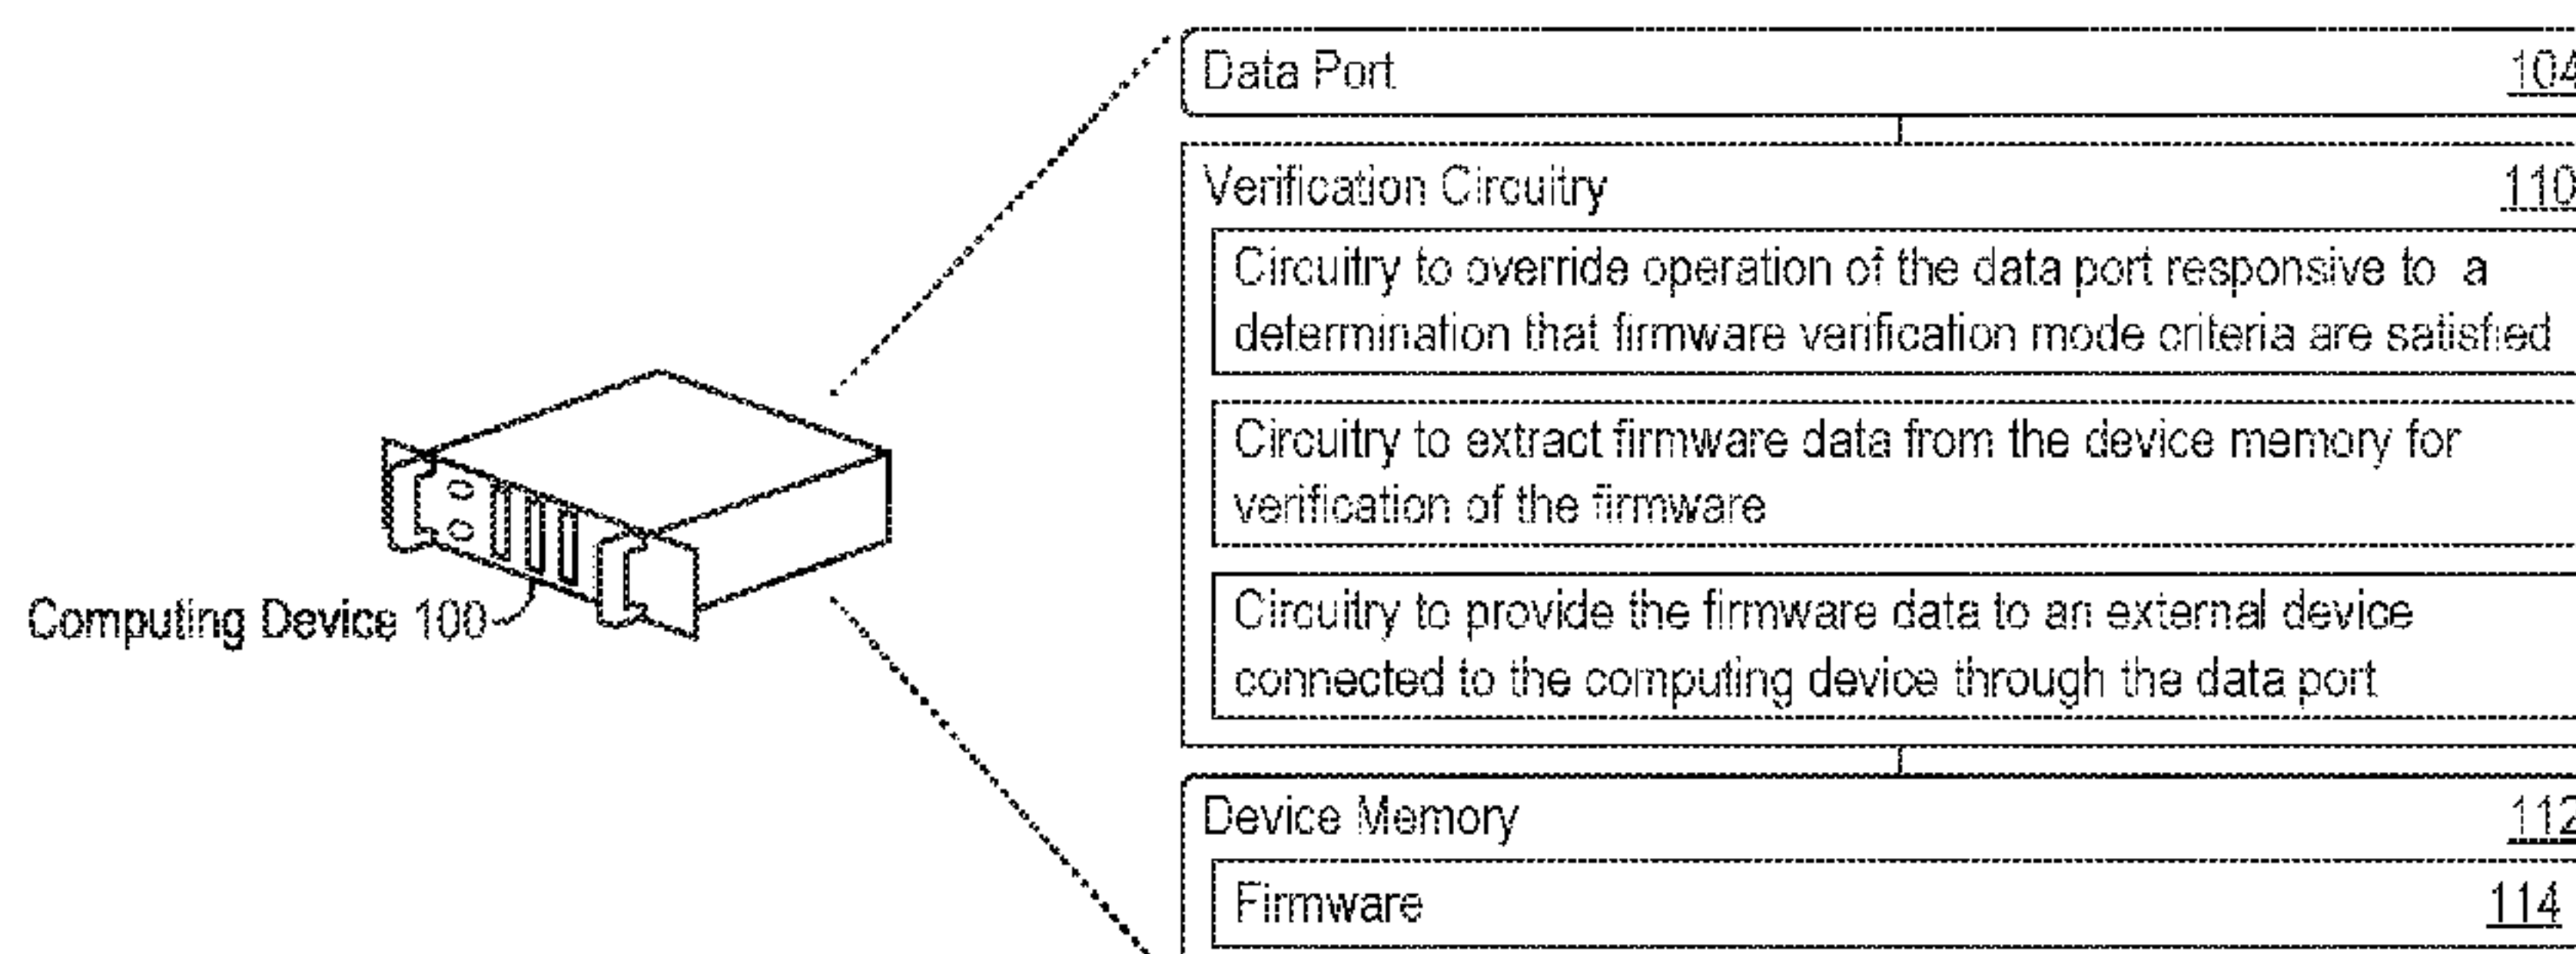 Data Port 104
Verification Circuitry 110
Circuitry to override operation of the data port responsive to a
determination that firmware verification mode criteria are satisfied
Circuitry to extract firmware data from the device memory for
verification of the firmware
Computing Device 100
Circuitry to provide the firmware data to an external device
connected to the computing device through the data port
Device Memory 112
Firmware 114